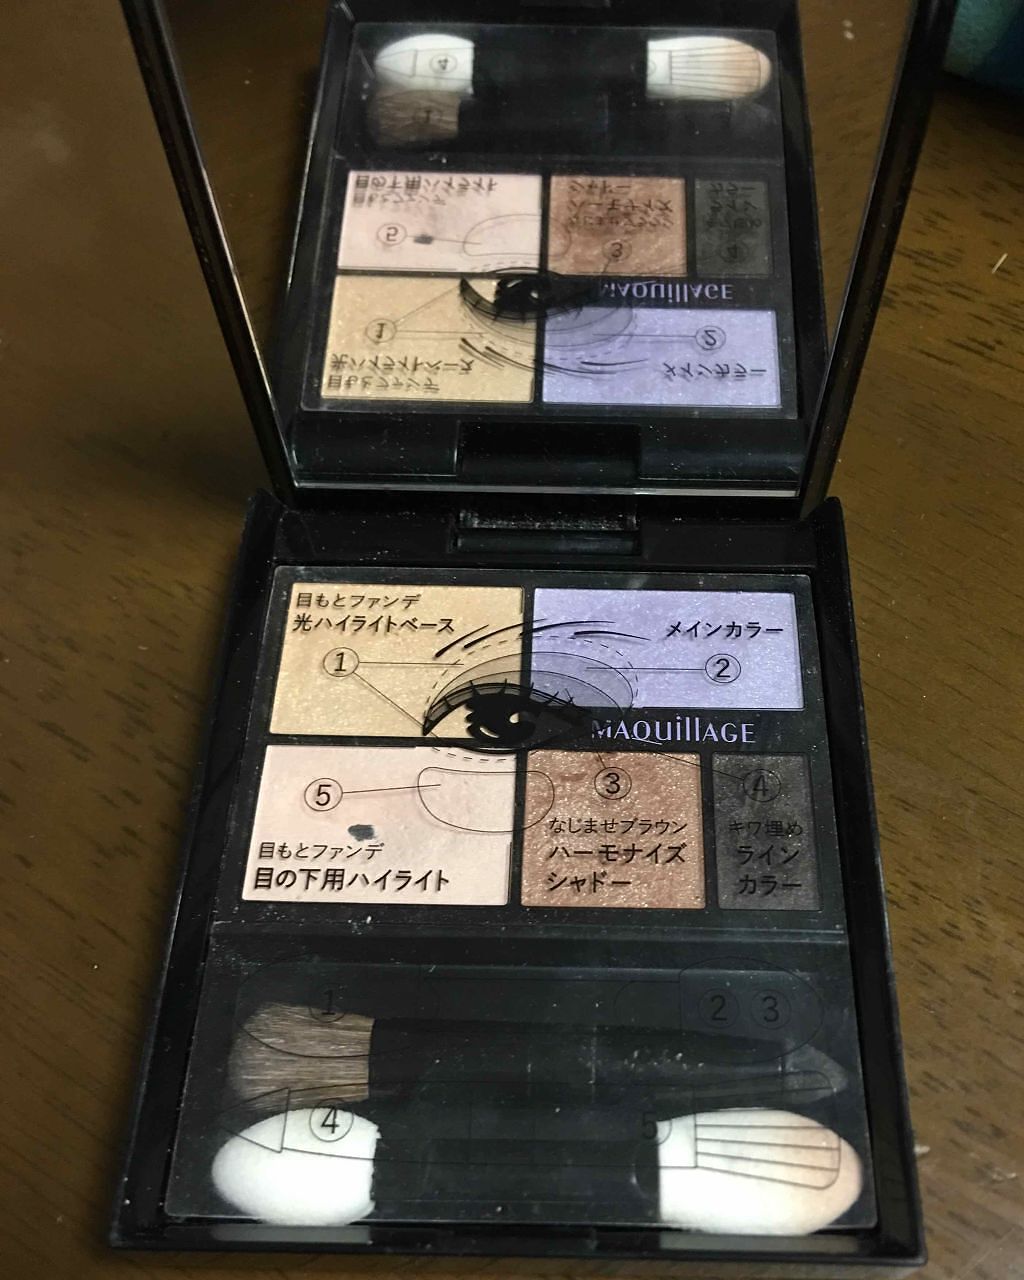 目もとファンデ
光ハイライトベース
①
メインカラー
②
MAQuillAGE
⑤
目もとファンデ
目の下用ハイライト
③
なじませブラウン
ハーモナイズ
シャドー
④
キワ埋め
ライン
カラー
①
② ③
④
5